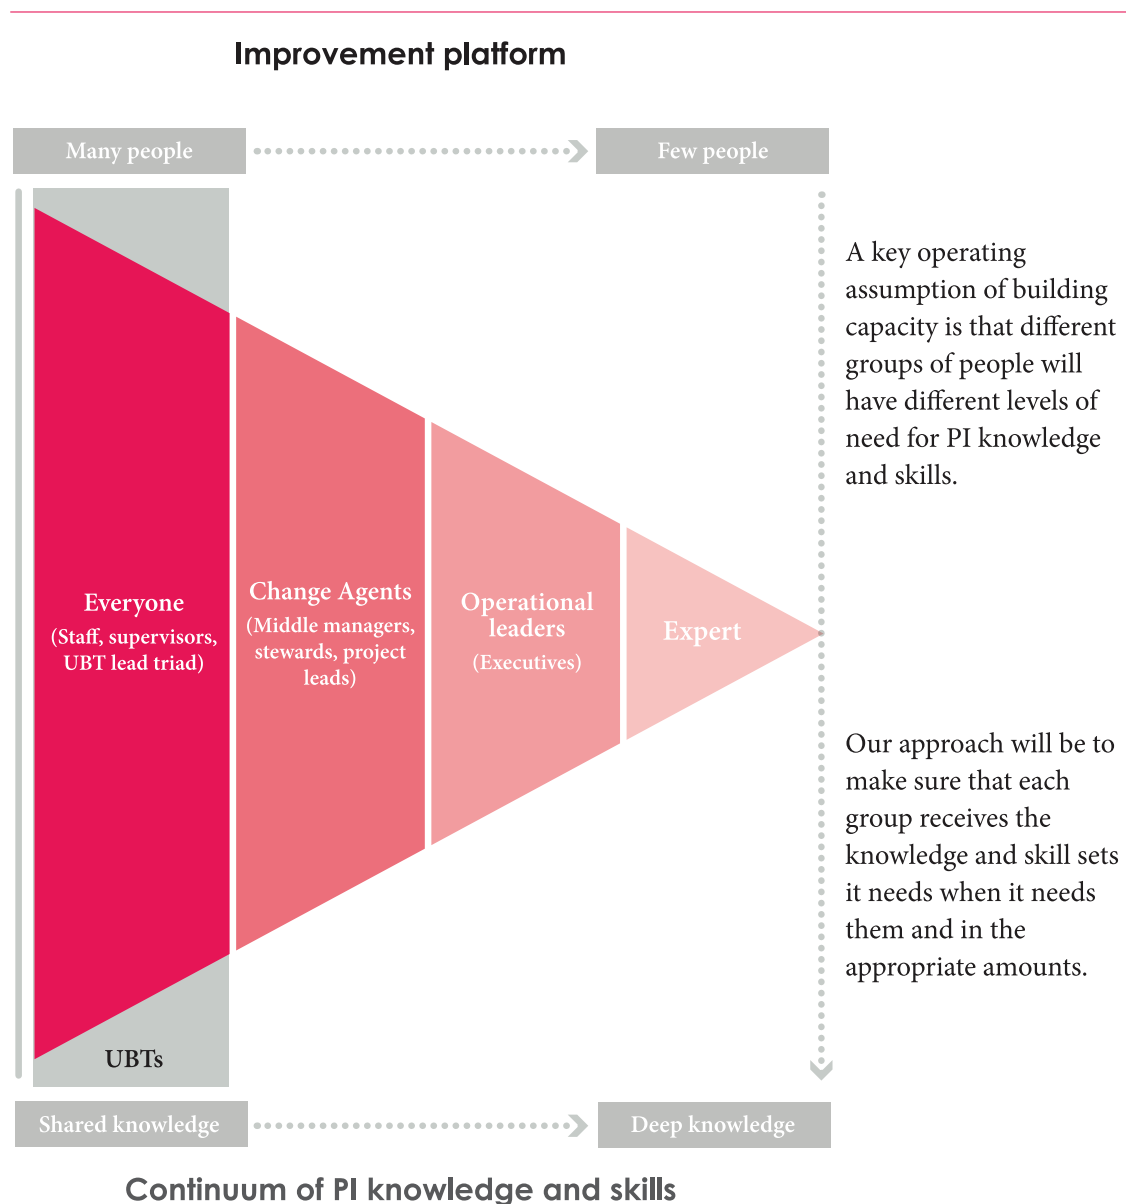 Improvement platform
Many people
Few people
Everyone
(Staff, supervisors,
UBT lead triad)
Change Agents
(Middle managers,
stewards, project
leads)
Operational
leaders
(Executives)
Expert
UBTs
A key operating
assumption of building
capacity is that different
groups of people will
have different levels of
need for PI knowledge
and skills.
Our approach will be to
make sure that each
group receives the
knowledge and skill sets
it needs when it needs
them and in the
appropriate amounts.
Shared knowledge
Deep knowledge
Continuum of PI knowledge and skills